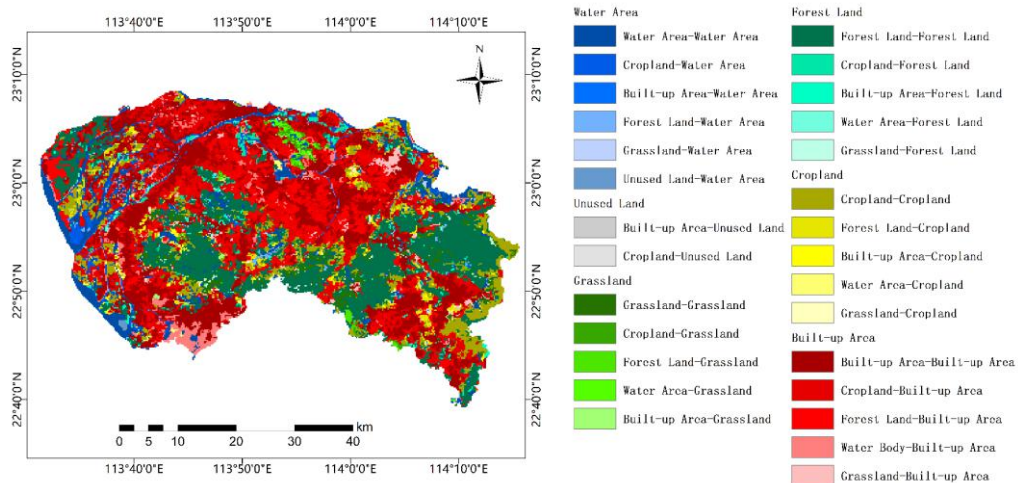 113°40'0"E 113°50'0"E 114°0'0"E 114°10'0"E
N
23°10'0"N
23°10'0"N
23°0'0"N
23°0'0"N
22°50'0"N
22°50'0"N
22°40'0"N
22°40'0"N
0 5 10 20 30 40 km
113°40'0"E 113°50'0"E 114°0'0"E 114°10'0"E
Water Area
Water Area-Water Area
Cropland-Water Area
Built-up Area-Water Area
Forest Land-Water Area
Grassland-Water Area
Unused Land-Water Area
Unused Land
Built-up Area-Unused Land
Cropland-Unused Land
Grassland
Grassland-Grassland
Cropland-Grassland
Forest Land-Grassland
Water Area-Grassland
Built-up Area-Grassland
Forest Land
Forest Land-Forest Land
Cropland-Forest Land
Built-up Area-Forest Land
Water Area-Forest Land
Grassland-Forest Land
Cropland
Cropland-Cropland
Forest Land-Cropland
Built-up Area-Cropland
Water Area-Cropland
Grassland-Cropland
Built-up Area
Built-up Area-Built-up Area
Cropland-Built-up Area
Forest Land-Built-up Area
Water Body-Built-up Area
Grassland-Built-up Area